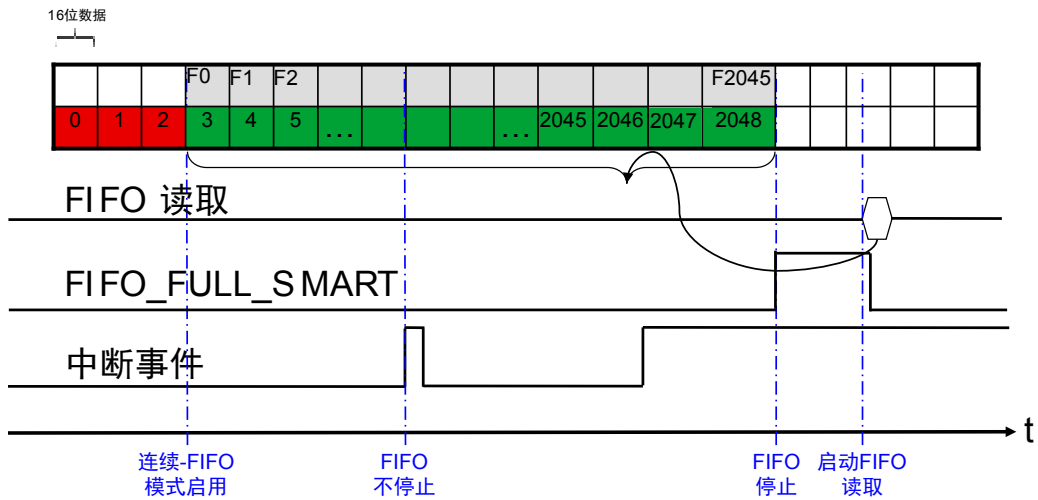 16位数据
F0 F1 F2 F2045
0 1 2 3 4 5 ... ... 2045 2046 2047 2048
FIFO 读取
FIFO_FULL_SMART
中断事件
t
连续-FIFO
模式启用
FIFO
不停止
FIFO
停止
启动FIFO
读取